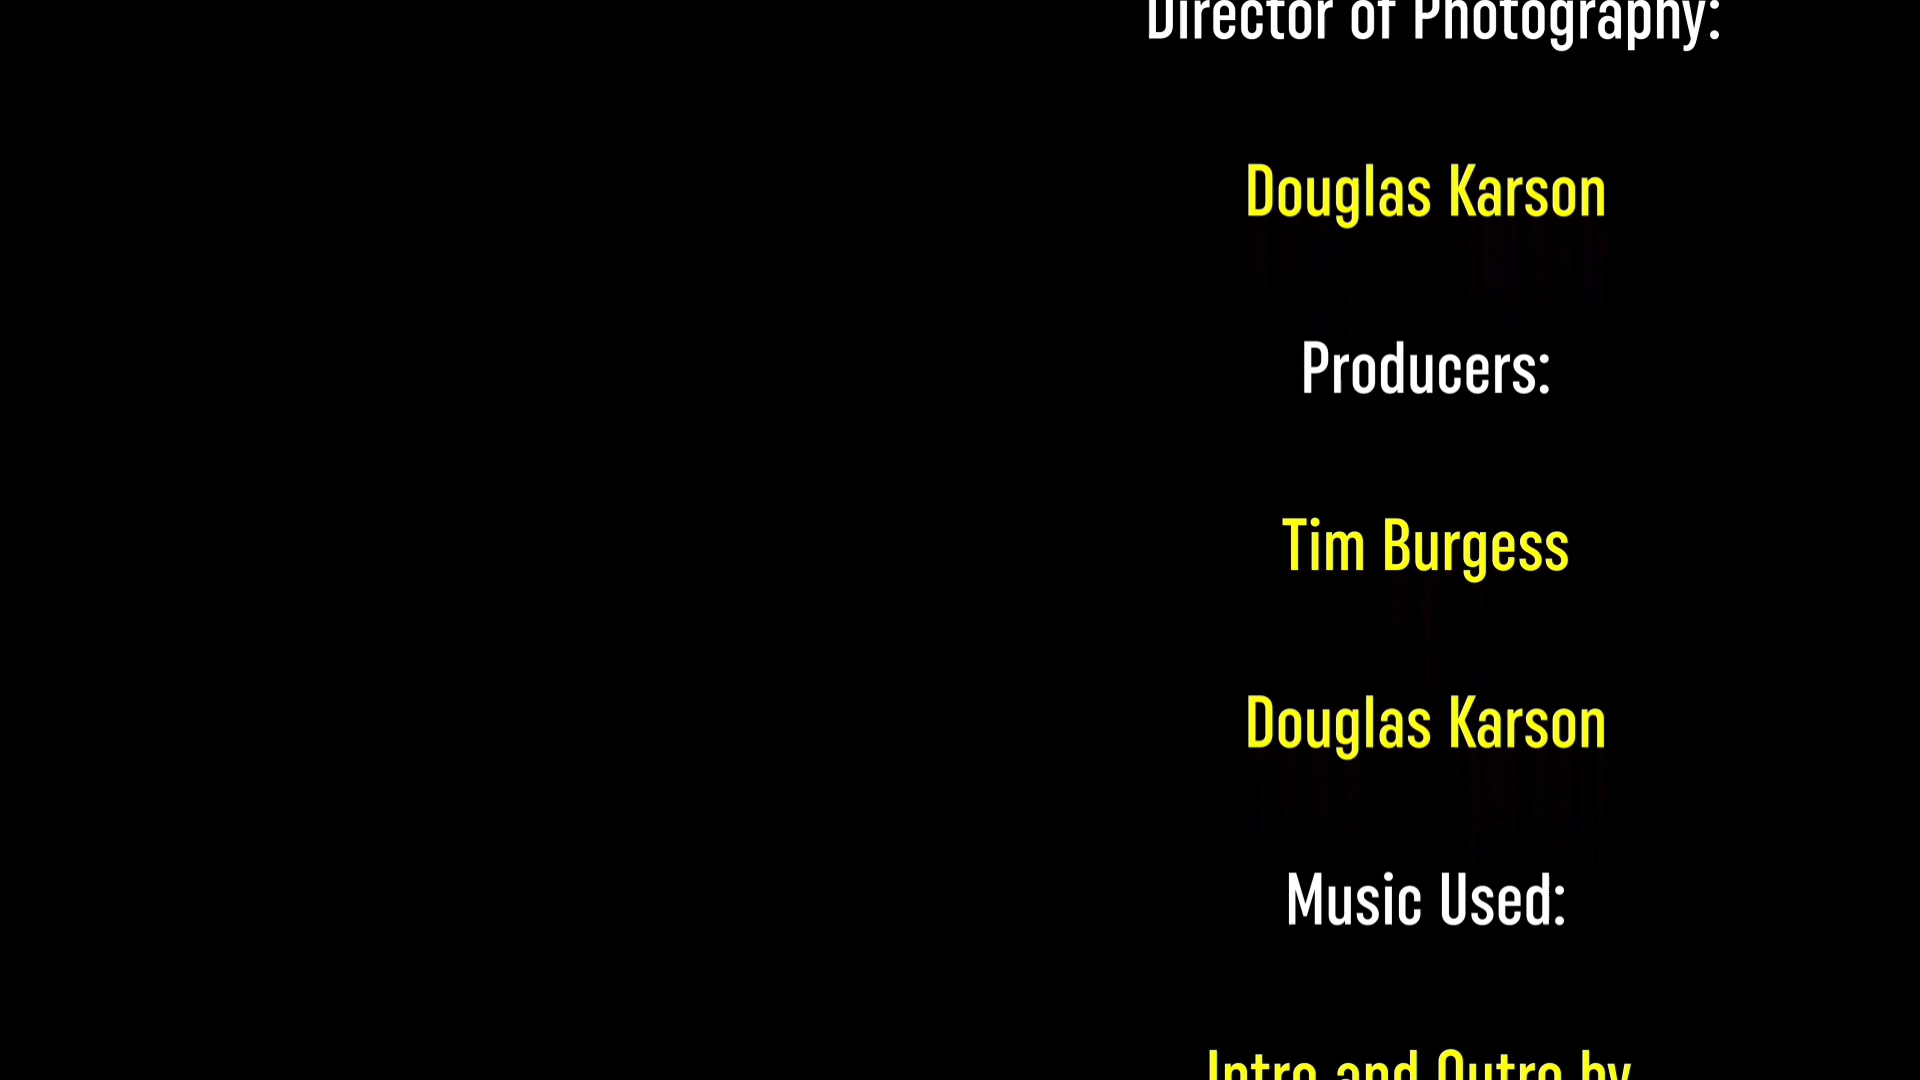 Director of Photography:
Douglas Karson
Producers:
Tim Burgess
Douglas Karson
Music Used:
Intro and Outro by